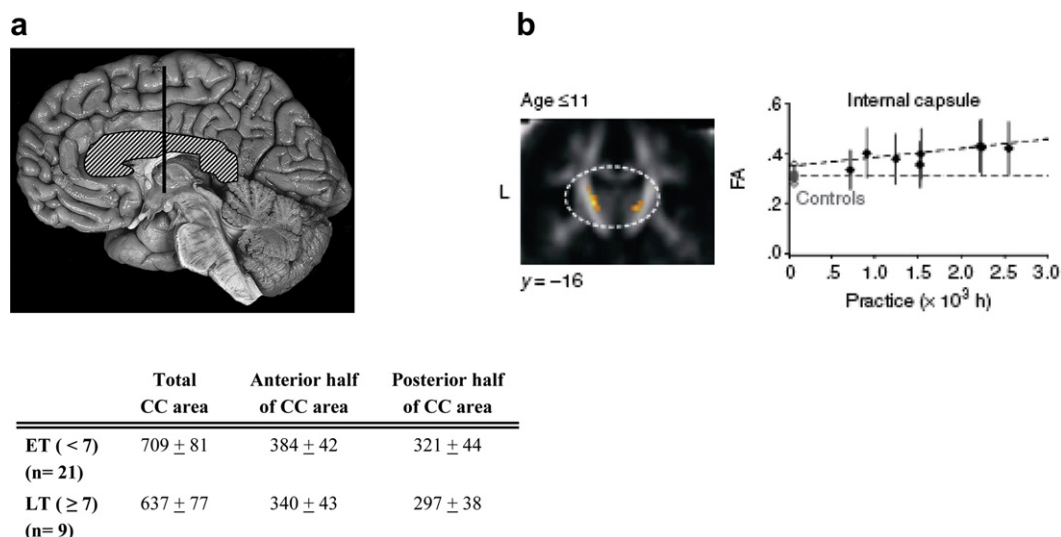 a
b
Age ≤11
L
y = –16
Internal capsule
FA
.6
.4
.2
.0
Controls
0 .5 1.0 1.5 2.0 2.5 3.0
Practice (× 10³ h)
Total Anterior half Posterior half
CC area of CC area of CC area
ET ( < 7) 709 ± 81 384 ± 42 321 ± 44
(n= 21)
LT ( ≥ 7) 637 ± 77 340 ± 43 297 ± 38
(n= 9)